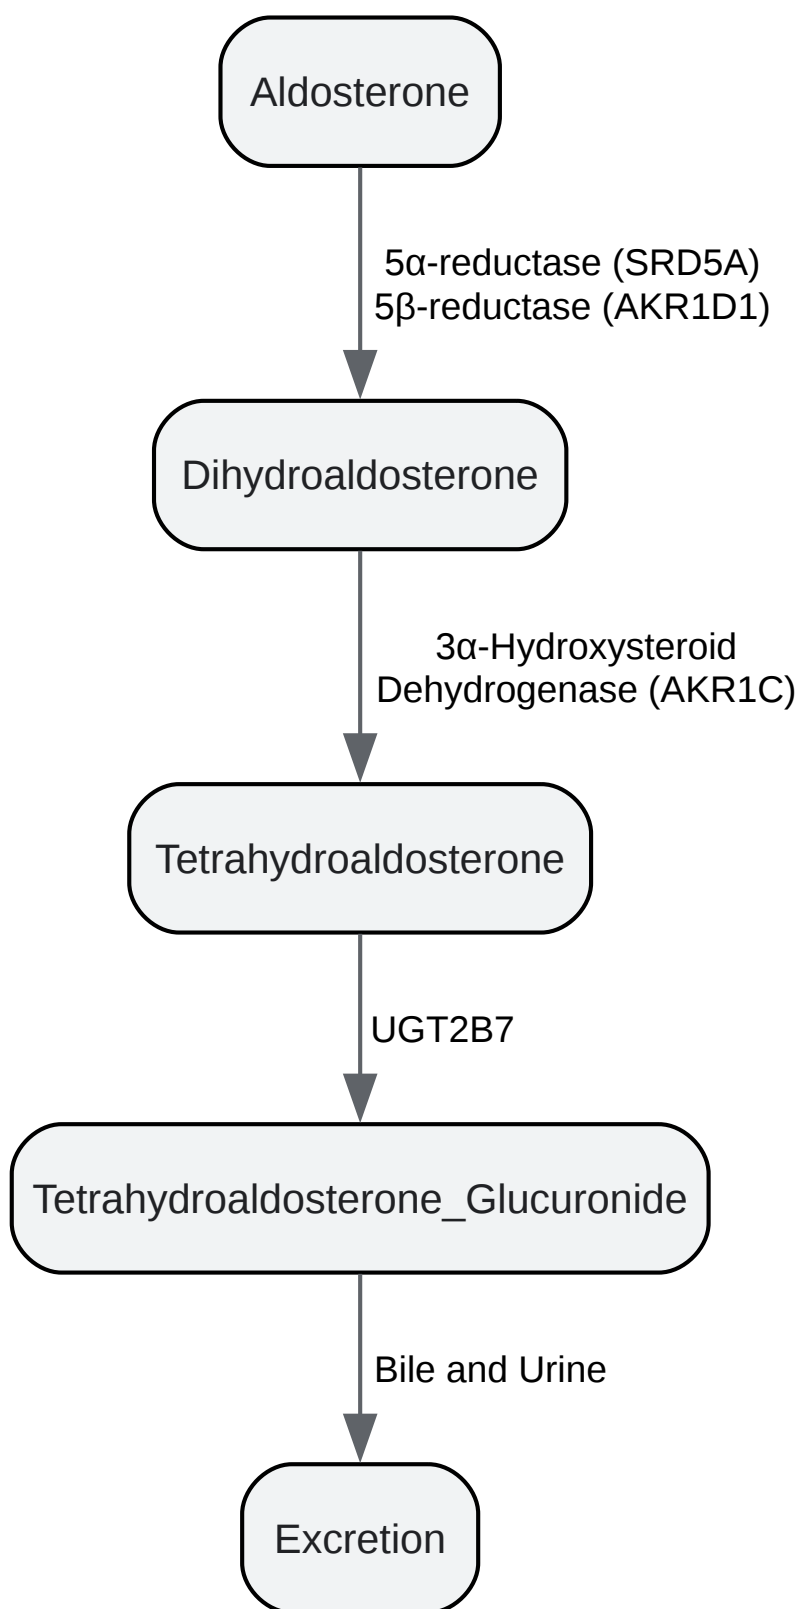 Aldosterone
5α-reductase (SRD5A)
5β-reductase (AKR1D1)
Dihydroaldosterone
3α-Hydroxysteroid
Dehydrogenase (AKR1C)
Tetrahydroaldosterone
UGT2B7
Tetrahydroaldosterone_Glucuronide
Bile and Urine
Excretion